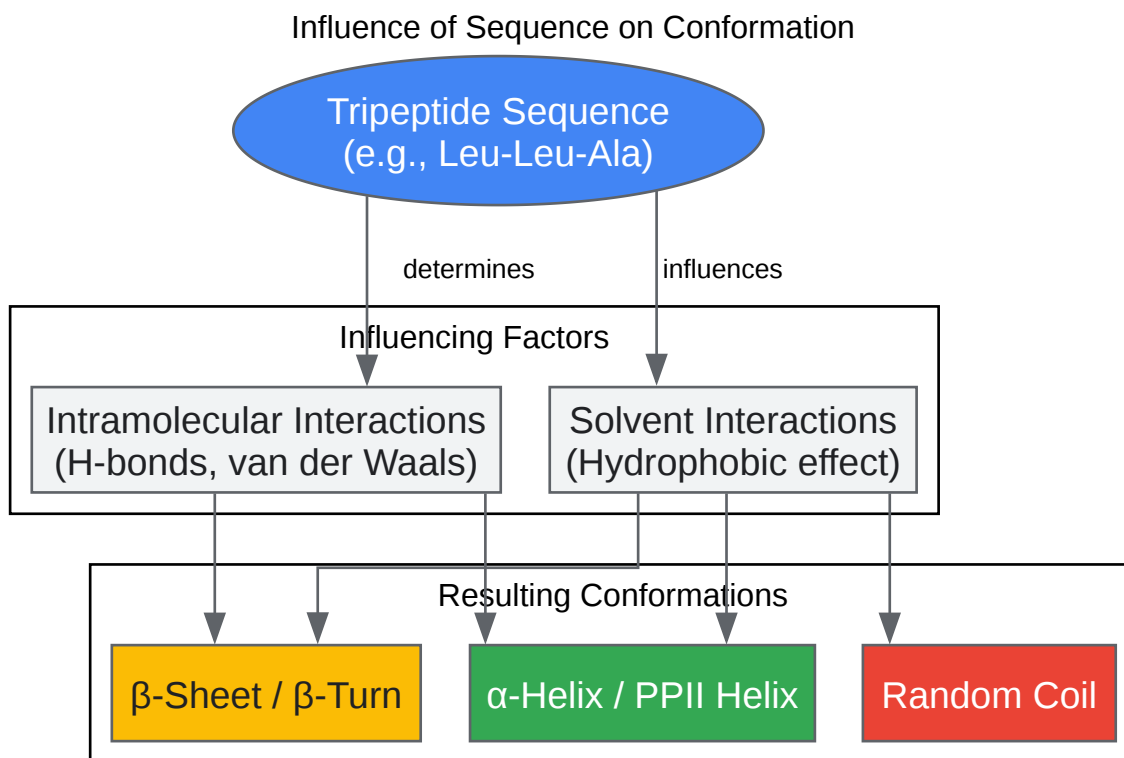 Influence of Sequence on Conformation
Tripeptide Sequence
(e.g., Leu-Leu-Ala)
determines
influences
Influencing Factors
Intramolecular Interactions
(H-bonds, van der Waals)
Solvent Interactions
(Hydrophobic effect)
Resulting Conformations
β-Sheet / β-Turn
α-Helix / PPII Helix
Random Coil